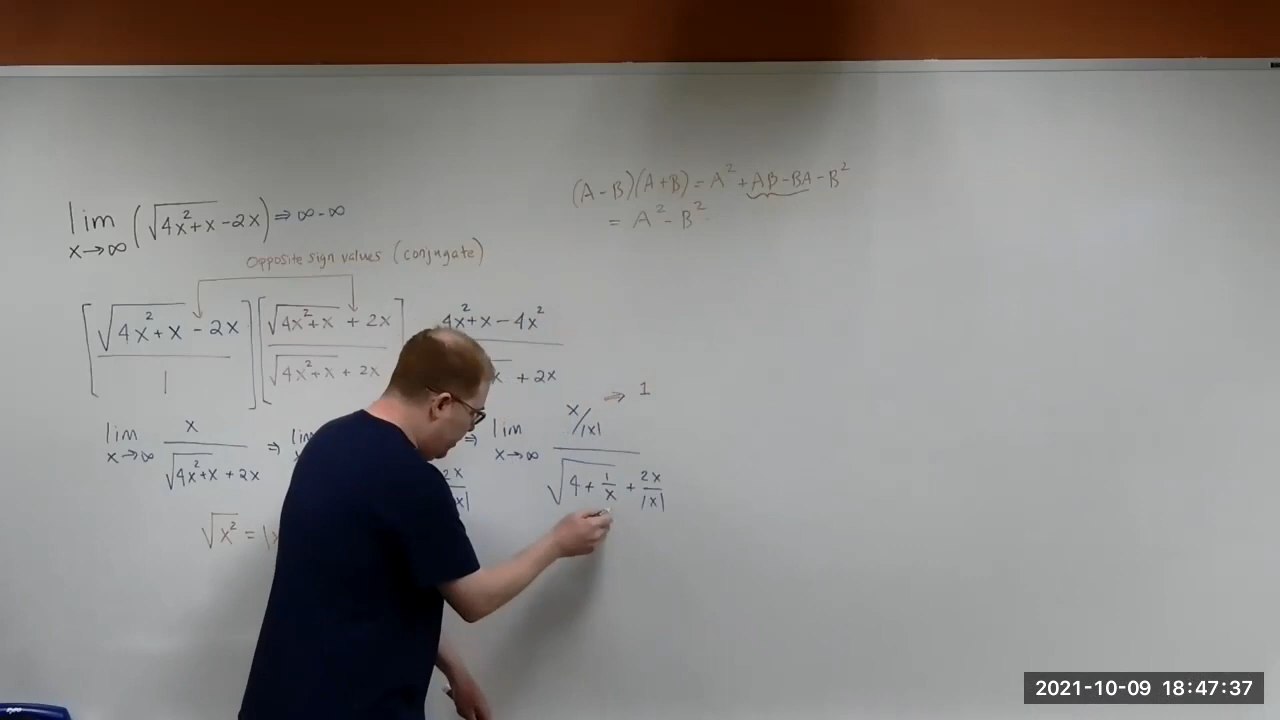 (A-B)(A+B) = A² + AB - BA - B²
= A² - B²
lim x→∞ (√(4x²+x) - 2x) ⇒ ∞ - ∞
Opposite sign values (conjugate)
[(√(4x²+x) - 2x)/1] [(√(4x²+x) + 2x)/(√(4x²+x) + 2x)] (4x²+x-4x²)/( x + 2x)
lim x→∞ x/(√(4x²+x) + 2x) ⇒ lim x ⇒ lim x→∞ (x/|x|)/(√(4 + 1/x) + 2x/|x|) ⇒ 1
√x² = |x
2021-10-09 18:47:37